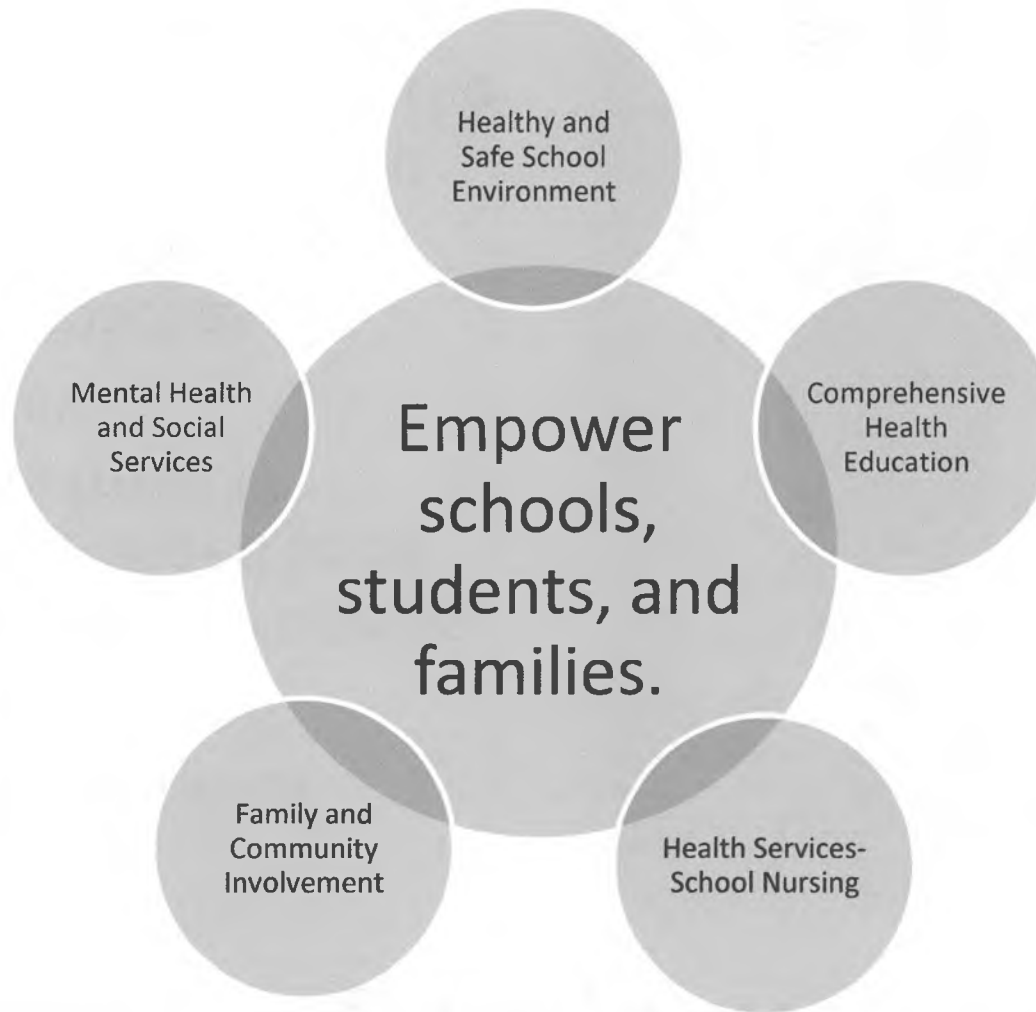 Healthy and
Safe School
Environment
Mental Health
and Social
Services
Comprehensive
Health
Education
Empower
schools,
students, and
families.
Family and
Community
Involvement
Health Services-
School Nursing